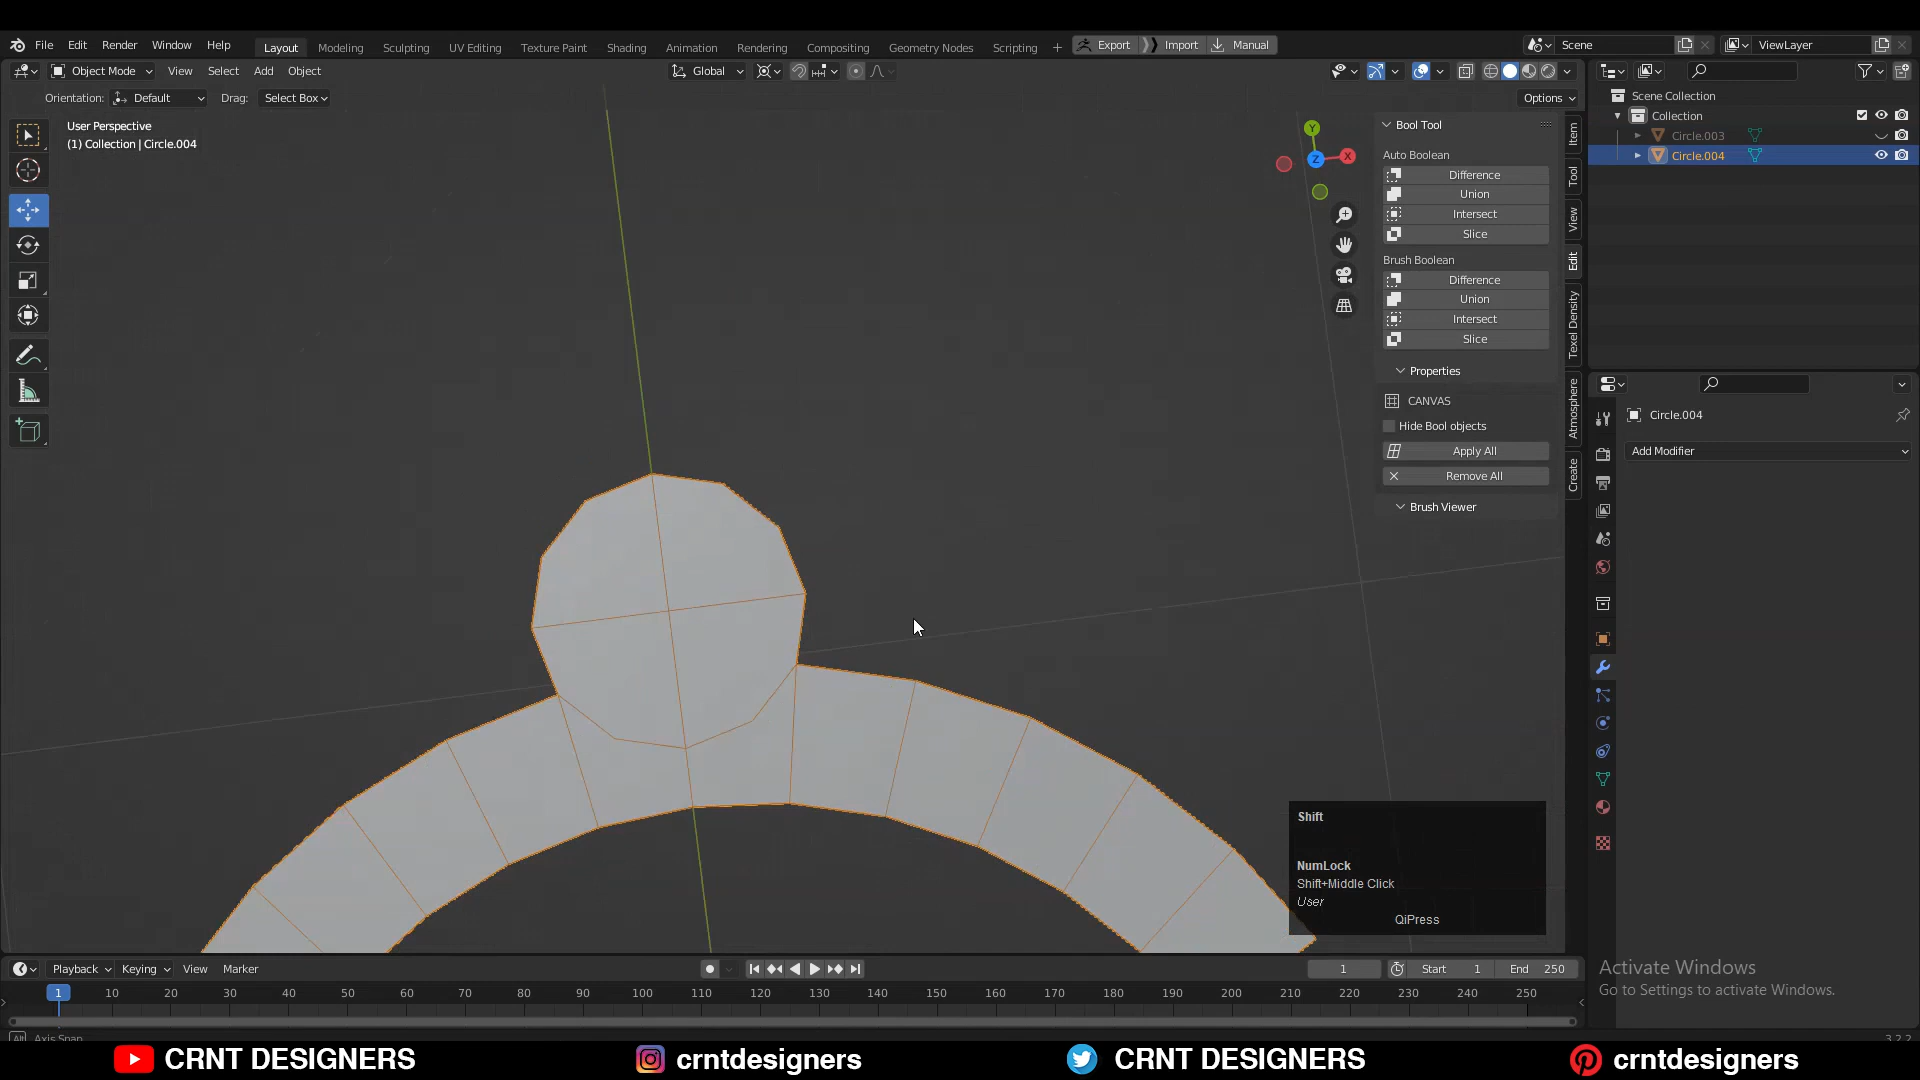 File Edit Render Window Help Layout Modeling Sculpting UV Editing Texture Paint Shading Animation Rendering Compositing Geometry Nodes Scripting + Export Import Manual Scene ViewLayer
Object Mode View Select Add Object Global
Orientation: Default Drag: Select Box Options
User Perspective
(1) Collection | Circle.004
Y
Z
X
Bool Tool
Auto Boolean
Difference
Union
Intersect
Slice
Brush Boolean
Difference
Union
Intersect
Slice
Properties
CANVAS
Hide Bool objects
Apply All
Remove All
Brush Viewer
Item
Tool
View
Edit
Texel Density
Atmosphere
Create
Scene Collection
Collection
Circle.003
Circle.004
Circle.004
Add Modifier
Shift
NumLock
Shift+Middle Click
User
QiPress
Playback Keying View Marker 1 Start 1 End 250
1 10 20 30 40 50 60 70 80 90 100 110 120 130 140 150 160 170 180 190 200 210 220 230 240 250
Activate Windows
Go to Settings to activate Windows.
Alt Axis Snap
3.2.2
CRNT DESIGNERS crntdesigners CRNT DESIGNERS crntdesigners